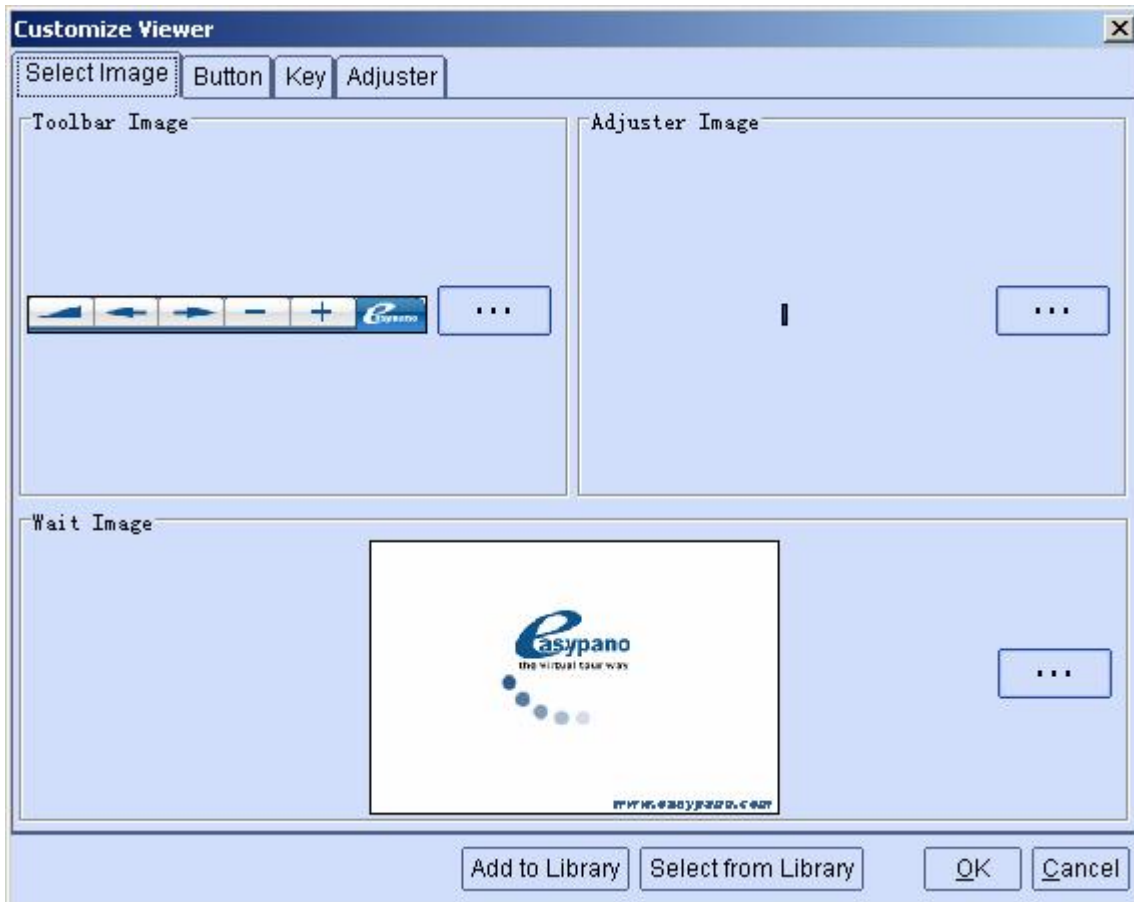 Customize Viewer
Select Image Button Key Adjuster
Toolbar Image
Adjuster Image
easypano
...
...
Wait Image
easypano
the virtual tour way
...
www.easypano.com
Add to Library Select from Library OK Cancel